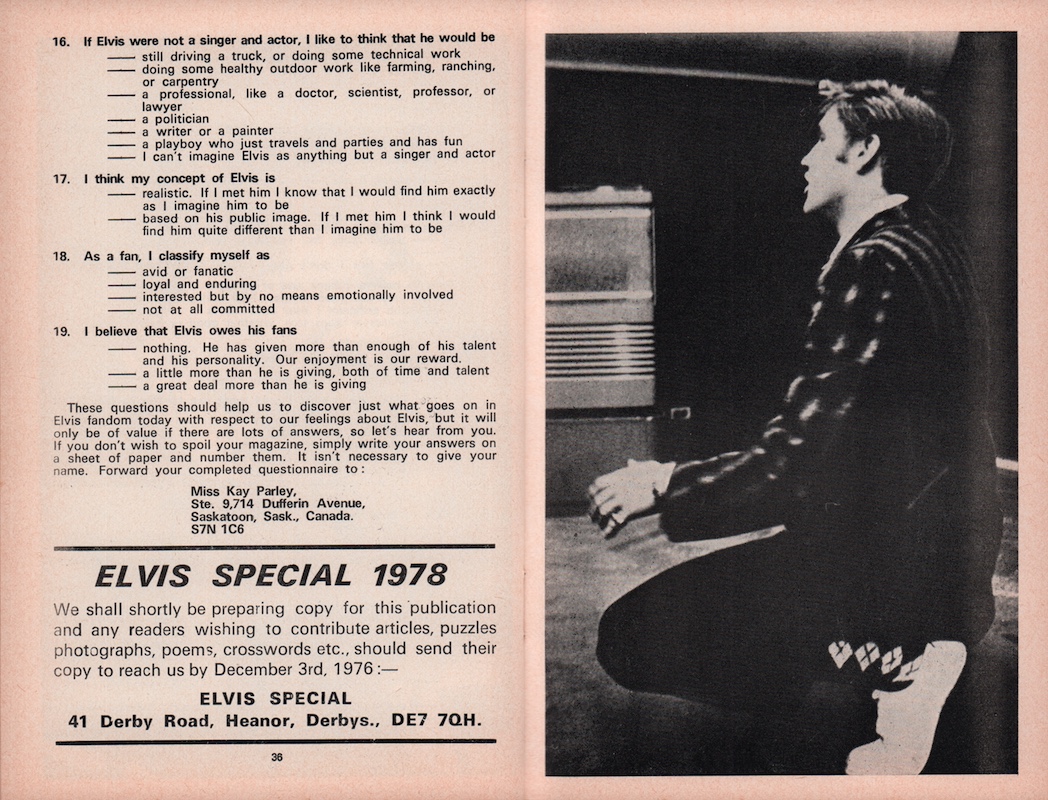 16. If Elvis were not a singer and actor, I like to think that he would be
still driving a truck, or doing some technical work
doing some healthy outdoor work like farming, ranching,
or carpentry
a professional, like a doctor, scientist, professor, or
lawyer
a politician
a writer or a painter
a playboy who just travels and parties and has fun
I can't imagine Elvis as anything but a singer and actor
17. I think my concept of Elvis is
realistic. If I met him I know that I would find him exactly
as I imagine him to be
based on his public image. If I met him I think I would
find him quite different than I imagine him to be
18. As a fan, I classify myself as
avid or fanatic
loyal and enduring
interested but by no means emotionally involved
not at all committed
19. I believe that Elvis owes his fans
nothing. He has given more than enough of his talent
and his personality. Our enjoyment is our reward.
a little more than he is giving, both of time and talent
a great deal more than he is giving
These questions should help us to discover just what goes on in
Elvis fandom today with respect to our feelings about Elvis, but it will
only be of value if there are lots of answers, so let's hear from you.
If you don't wish to spoil your magazine, simply write your answers on
a sheet of paper and number them. It isn't necessary to give your
name. Forward your completed questionnaire to :
Miss Kay Parley,
Ste. 9,714 Dufferin Avenue,
Saskatoon, Sask., Canada.
S7N 1C6
ELVIS SPECIAL 1978
We shall shortly be preparing copy for this publication
and any readers wishing to contribute articles, puzzles
photographs, poems, crosswords etc., should send their
copy to reach us by December 3rd, 1976 :—
ELVIS SPECIAL
41 Derby Road, Heanor, Derbys., DE7 7QH.
36